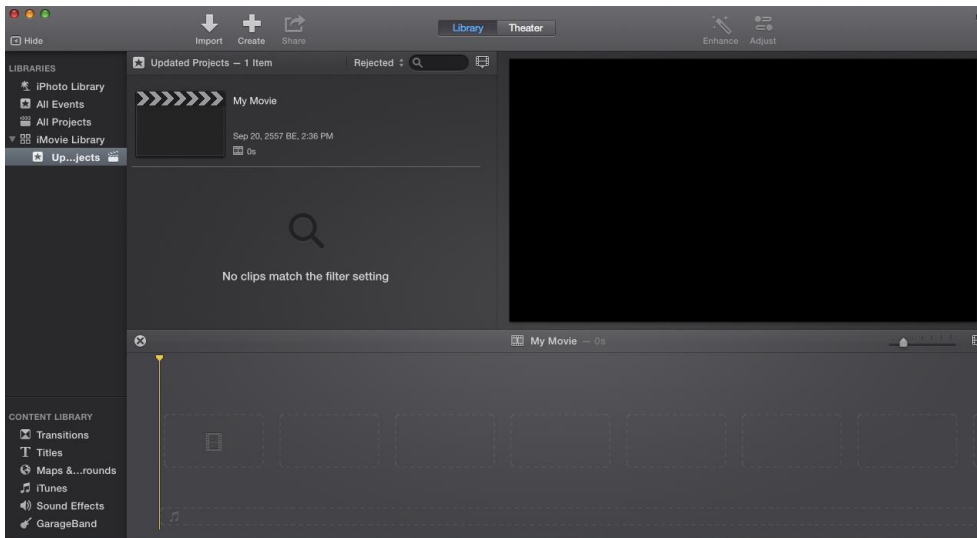 Hide
Import
Create
Share
Library
Theater
Enhance
Adjust
LIBRARIES
iPhoto Library
All Events
All Projects
iMovie Library
Up...jects
Updated Projects — 1 Item
Rejected
My Movie
Sep 20, 2557 BE, 2:36 PM
0s
No clips match the filter setting
My Movie — 0s
CONTENT LIBRARY
Transitions
T Titles
Maps &...rounds
iTunes
Sound Effects
GarageBand